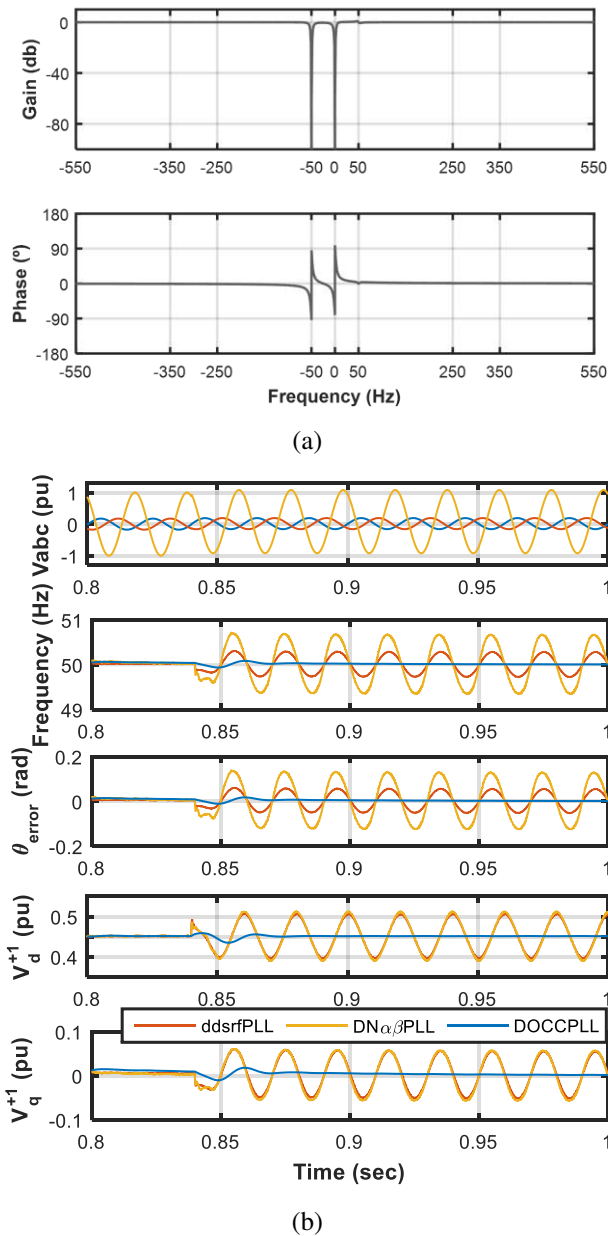 0
-40
-80
Gain (db)
-550 -350 -250 -50 0 50 250 350 550
180
90
0
-90
-180
Phase (º)
-550 -350 -250 -50 0 50 250 350 550
Frequency (Hz)
(a)
1
0
-1
Vabc (pu)
0.8 0.85 0.9 0.95 1
51
50
49
Frequency (Hz)
0.8 0.85 0.9 0.95 1
0.2
0
-0.2
θerror (rad)
0.8 0.85 0.9 0.95 1
0.5
0.4
Vd+1 (pu)
0.8 0.85 0.9 0.95 1
ddsrfPLL DNαβPLL DOCCPLL
0.1
0
-0.1
Vq+1 (pu)
0.8 0.85 0.9 0.95 1
Time (sec)
(b)